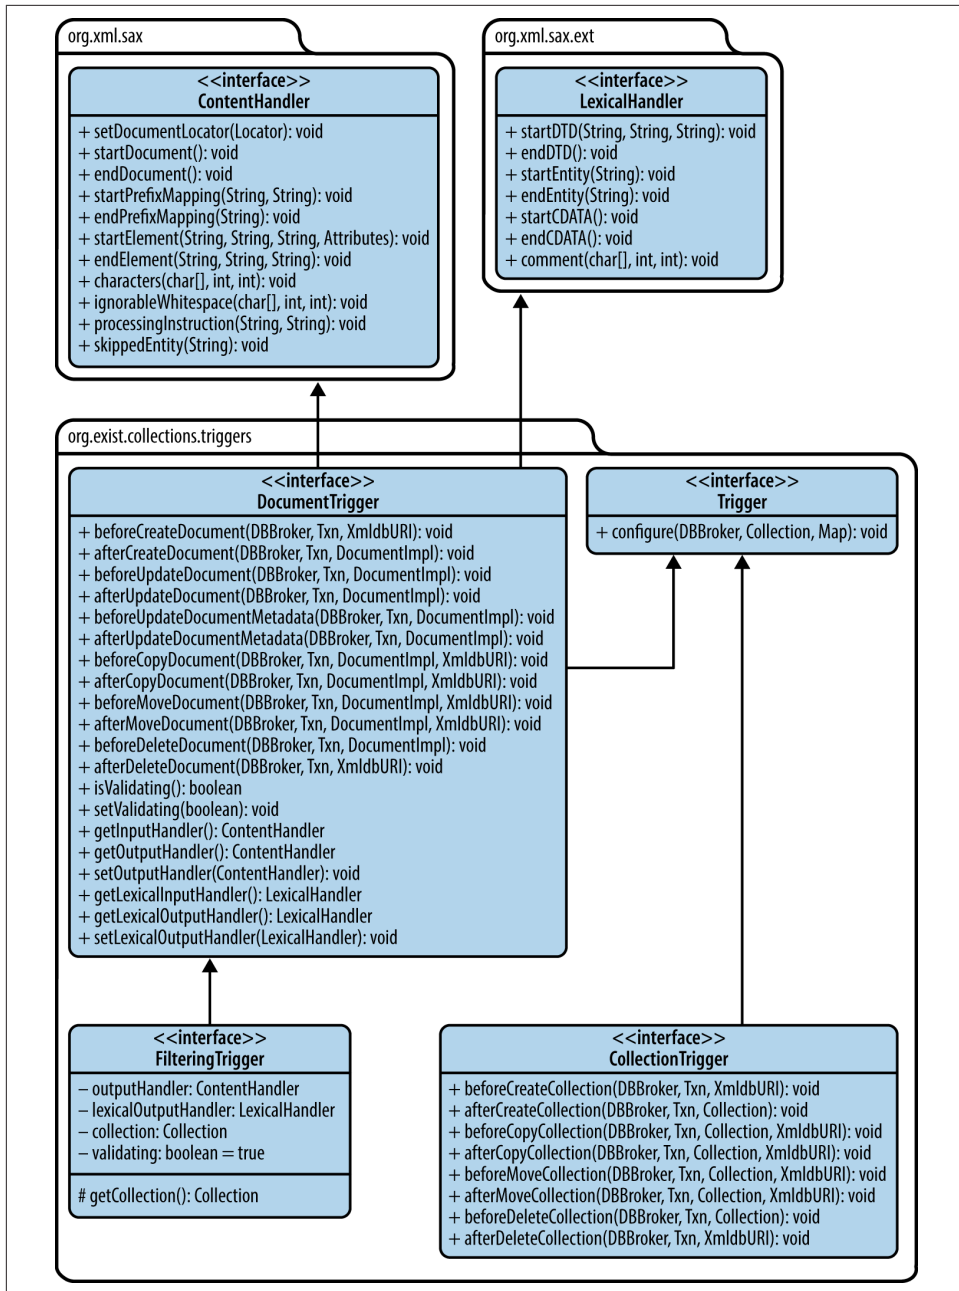 org.xml.sax
<<interface>>
ContentHandler
+ setDocumentLocator(Locator): void
+ startDocument(): void
+ endDocument(): void
+ startPrefixMapping(String, String): void
+ endPrefixMapping(String): void
+ startElement(String, String, String, Attributes): void
+ endElement(String, String, String): void
+ characters(char[], int, int): void
+ ignorableWhitespace(char[], int, int): void
+ processingInstruction(String, String): void
+ skippedEntity(String): void
org.xml.sax.ext
<<interface>>
LexicalHandler
+ startDTD(String, String, String): void
+ endDTD(): void
+ startEntity(String): void
+ endEntity(String): void
+ startCDATA(): void
+ endCDATA(): void
+ comment(char[], int, int): void
org.exist.collections.triggers
<<interface>>
DocumentTrigger
+ beforeCreateDocument(DBBroker, Txn, XmldbURI): void
+ afterCreateDocument(DBBroker, Txn, DocumentImpl): void
+ beforeUpdateDocument(DBBroker, Txn, DocumentImpl): void
+ afterUpdateDocument(DBBroker, Txn, DocumentImpl): void
+ beforeUpdateDocumentMetadata(DBBroker, Txn, DocumentImpl): void
+ afterUpdateDocumentMetadata(DBBroker, Txn, DocumentImpl): void
+ beforeCopyDocument(DBBroker, Txn, DocumentImpl, XmldbURI): void
+ afterCopyDocument(DBBroker, Txn, DocumentImpl, XmldbURI): void
+ beforeMoveDocument(DBBroker, Txn, DocumentImpl, XmldbURI): void
+ afterMoveDocument(DBBroker, Txn, DocumentImpl, XmldbURI): void
+ beforeDeleteDocument(DBBroker, Txn, DocumentImpl): void
+ afterDeleteDocument(DBBroker, Txn, XmldbURI): void
+ isValidating(): boolean
+ setValidating(boolean): void
+ getInputHandler(): ContentHandler
+ getOutputHandler(): ContentHandler
+ setOutputHandler(ContentHandler): void
+ getLexicalInputHandler(): LexicalHandler
+ getLexicalOutputHandler(): LexicalHandler
+ setLexicalOutputHandler(LexicalHandler): void
<<interface>>
Trigger
+ configure(DBBroker, Collection, Map): void
<<interface>>
FilteringTrigger
– outputHandler: ContentHandler
– lexicalOutputHandler: LexicalHandler
– collection: Collection
– validating: boolean = true
# getCollection(): Collection
<<interface>>
CollectionTrigger
+ beforeCreateCollection(DBBroker, Txn, XmldbURI): void
+ afterCreateCollection(DBBroker, Txn, Collection): void
+ beforeCopyCollection(DBBroker, Txn, Collection, XmldbURI): void
+ afterCopyCollection(DBBroker, Txn, Collection, XmldbURI): void
+ beforeMoveCollection(DBBroker, Txn, Collection, XmldbURI): void
+ afterMoveCollection(DBBroker, Txn, Collection, XmldbURI): void
+ beforeDeleteCollection(DBBroker, Txn, Collection): void
+ afterDeleteCollection(DBBroker, Txn, XmldbURI): void